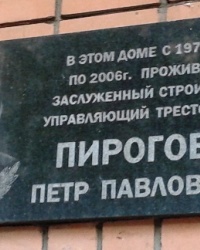 В ЭТОМ ДОМЕ С 197
ПО 2006г. ПРОЖИВ
ЗАСЛУЖЕННЫЙ СТРОИ
УПРАВЛЯЮЩИЙ ТРЕСТО
ПИРОГОВ
ПЕТР ПАВЛОВ